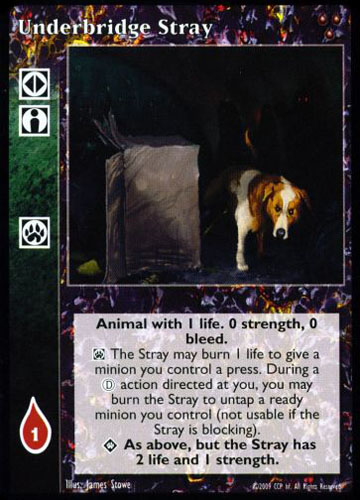 Underbridge Stray
Animal with 1 life. 0 strength, 0
bleed.
The Stray may burn 1 life to give a
minion you control a press. During a
Ⓓ action directed at you, you may
burn the Stray to untap a ready
minion you control (not usable if the
Stray is blocking).
As above, but the Stray has
2 life and 1 strength.
1
Illus: James Stowe
©2009 CCP hf. All Rights Reserved